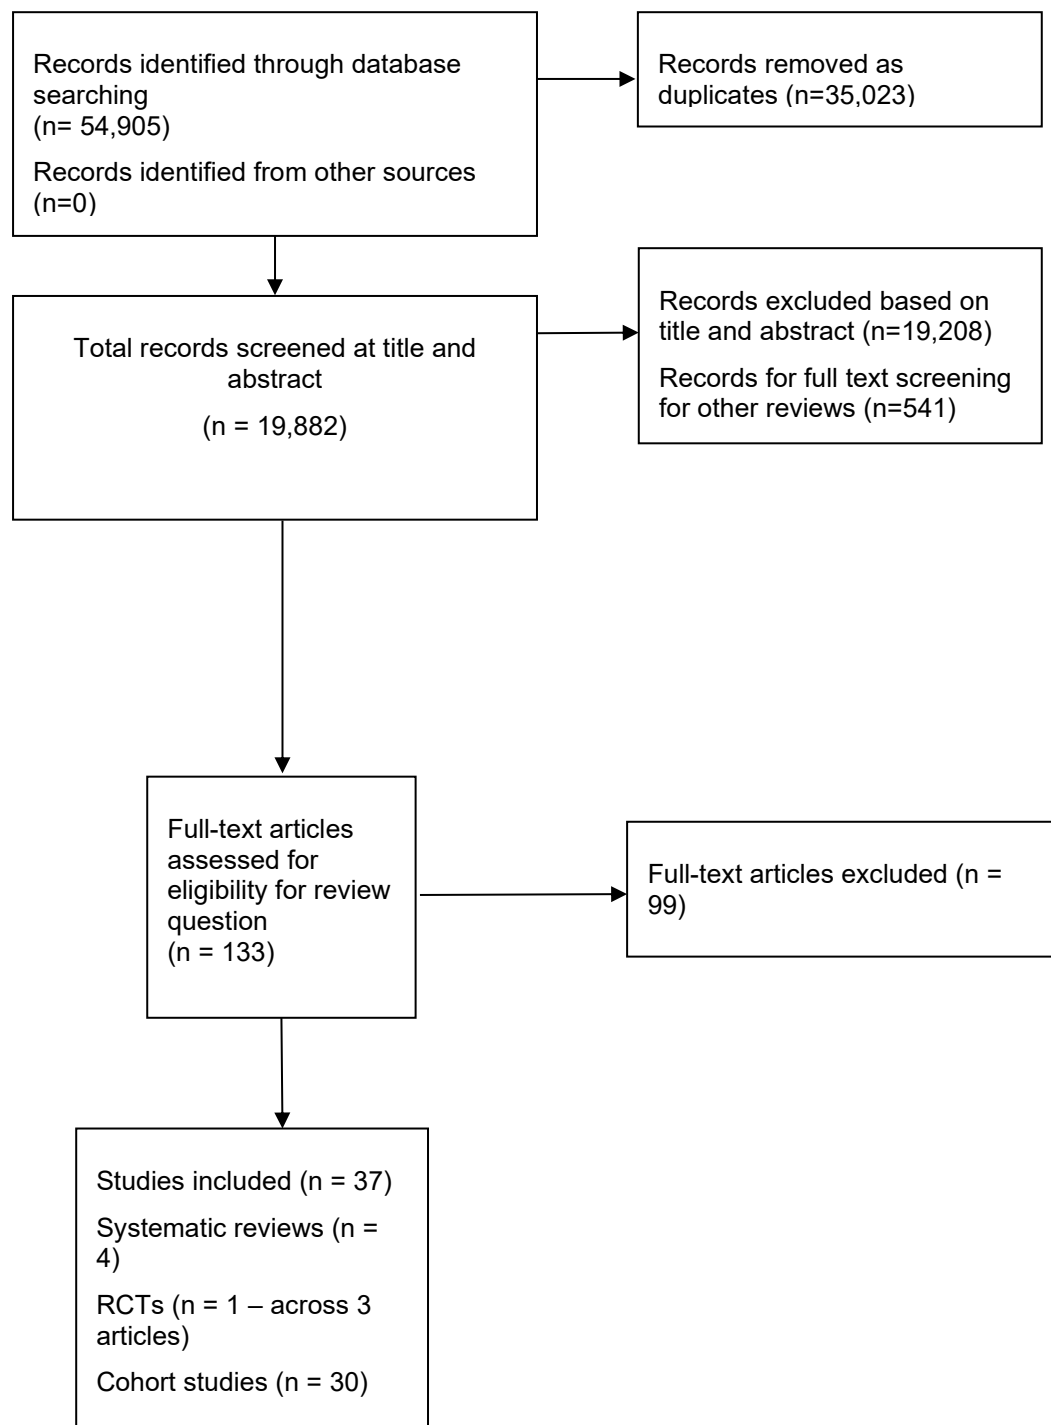 Records identified through database
searching
(n= 54,905)
Records identified from other sources
(n=0)
Records removed as
duplicates (n=35,023)
Total records screened at title and
abstract
(n = 19,882)
Records excluded based on
title and abstract (n=19,208)
Records for full text screening
for other reviews (n=541)
Full-text articles
assessed for
eligibility for review
question
(n = 133)
Full-text articles excluded (n =
99)
Studies included (n = 37)
Systematic reviews (n =
4)
RCTs (n = 1 – across 3
articles)
Cohort studies (n = 30)